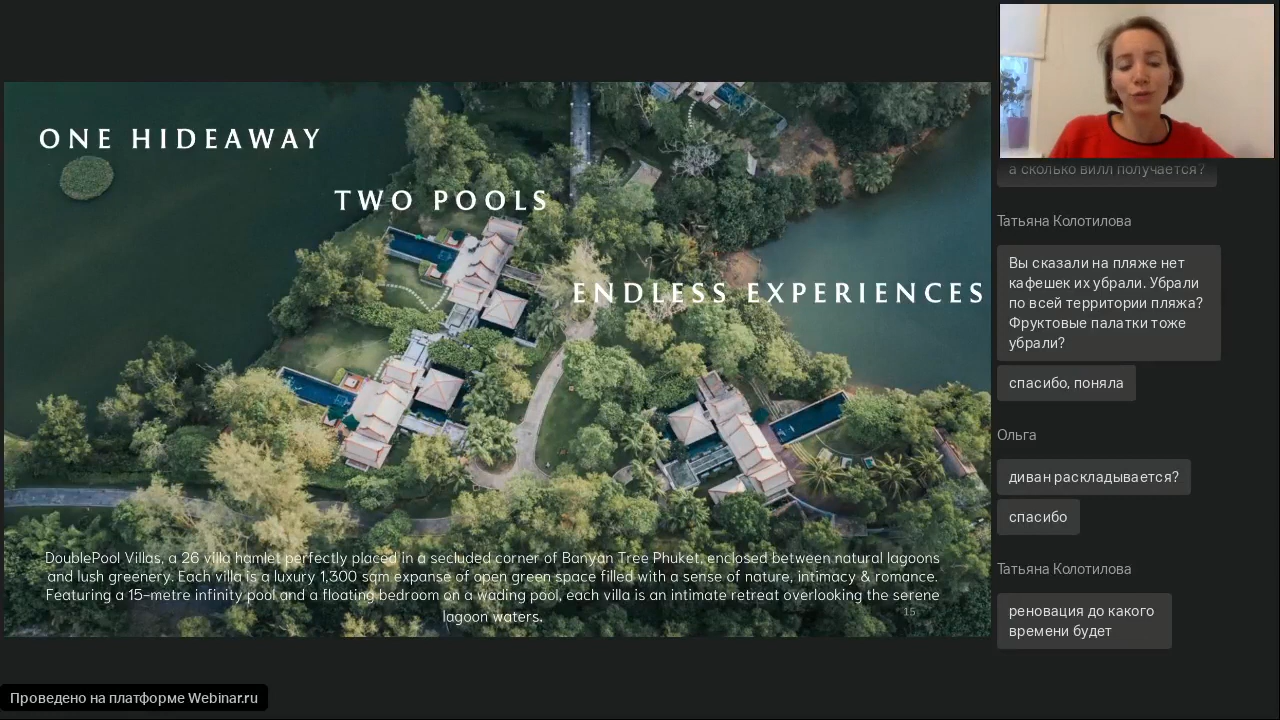 ONE HIDEAWAY
TWO POOLS
ENDLESS EXPERIENCES
DoublePool Villas, a 26 villa hamlet perfectly placed in a secluded corner of Banyan Tree Phuket, enclosed between natural lagoons
and lush greenery. Each villa is a luxury 1,300 sqm expanse of open green space filled with a sense of nature, intimacy & romance.
Featuring a 15-metre infinity pool and a floating bedroom on a wading pool, each villa is an intimate retreat overlooking the serene
lagoon waters.
15
а сколько вилл получается?
Татьяна Колотилова
Вы сказали на пляже нет
кафешек их убрали. Убрали
по всей территории пляжа?
Фруктовые палатки тоже
убрали?
спасибо, поняла
Ольга
диван раскладывается?
спасибо
Татьяна Колотилова
реновация до какого
времени будет
Проведено на платформе Webinar.ru